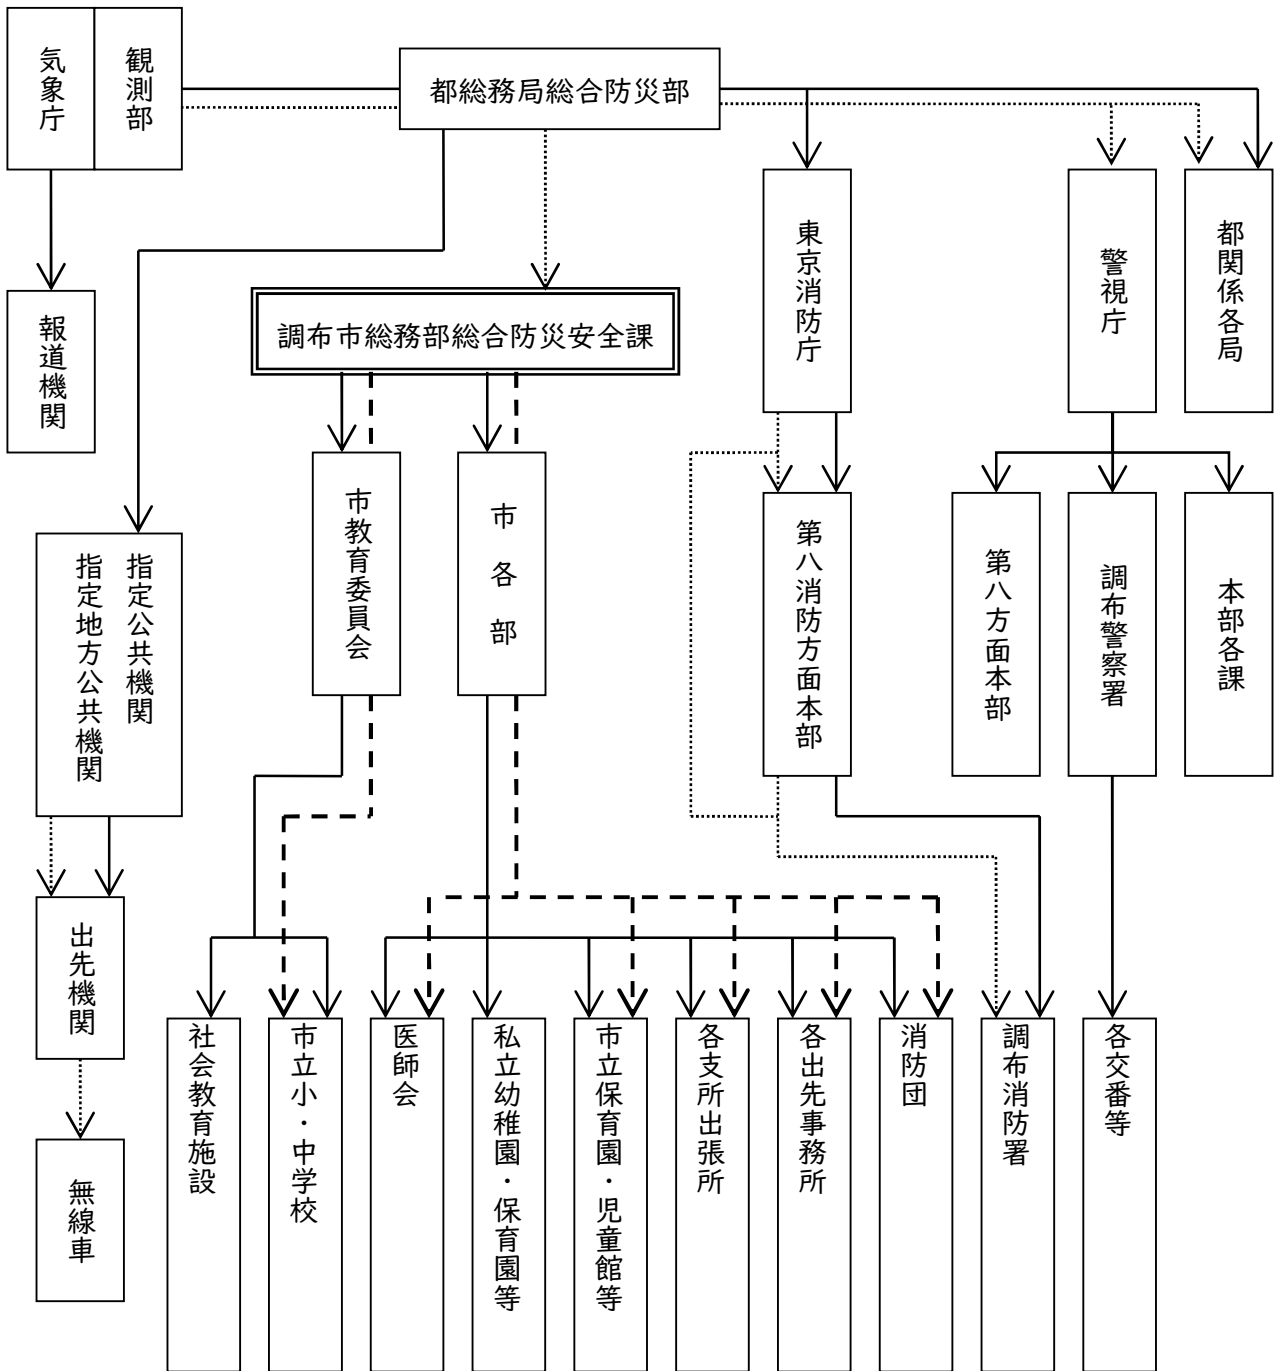 気象庁
観測部
都総務局総合防災部
報道機関
調布市総務部総合防災安全課
東京消防庁
警視庁
都関係各局
指定公共機関
指定地方公共機関
市教育委員会
市各部
第八消防方面本部
第八方面本部
調布警察署
本部各課
出先機関
無線車
社会教育施設
市立小・中学校
医師会
私立幼稚園・保育園等
市立保育園・児童館等
各支所出張所
各出先事務所
消防団
調布消防署
各交番等